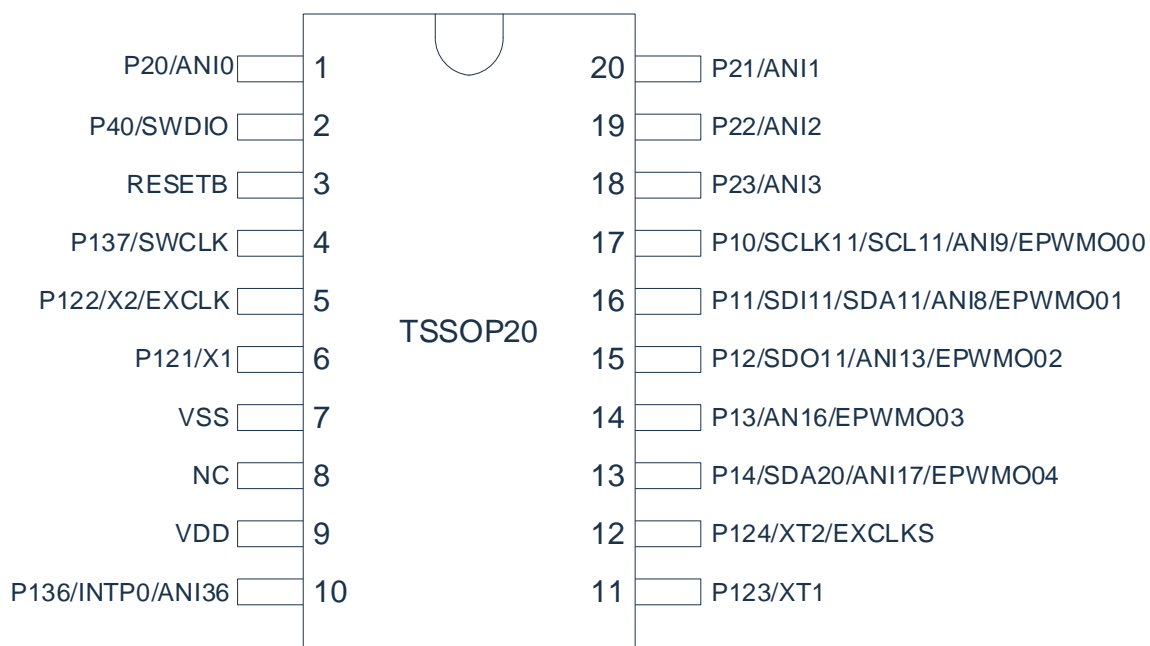 P20/ANI0 1 20 P21/ANI1
P40/SWDIO 2 19 P22/ANI2
RESETB 3 18 P23/ANI3
P137/SWCLK 4 17 P10/SCLK11/SCL11/ANI9/EPWMO00
P122/X2/EXCLK 5 16 P11/SDI11/SDA11/ANI8/EPWMO01
TSSOP20
P121/X1 6 15 P12/SDO11/ANI13/EPWMO02
VSS 7 14 P13/AN16/EPWMO03
NC 8 13 P14/SDA20/ANI17/EPWMO04
VDD 9 12 P124/XT2/EXCLKS
P136/INTP0/ANI36 10 11 P123/XT1